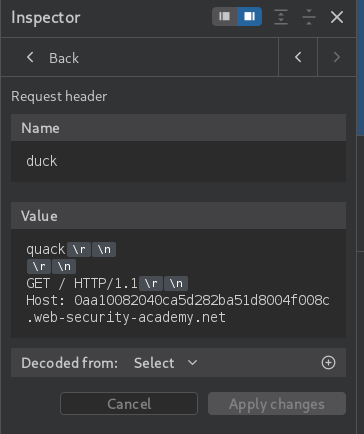 Inspector
Back
Request header
Name
duck
Value
quack \r \n
\r \n
GET / HTTP/1.1 \r \n
Host: 0aa10082040ca5d282ba51d8004f008c
.web-security-academy.net
Decoded from: Select
Cancel
Apply changes